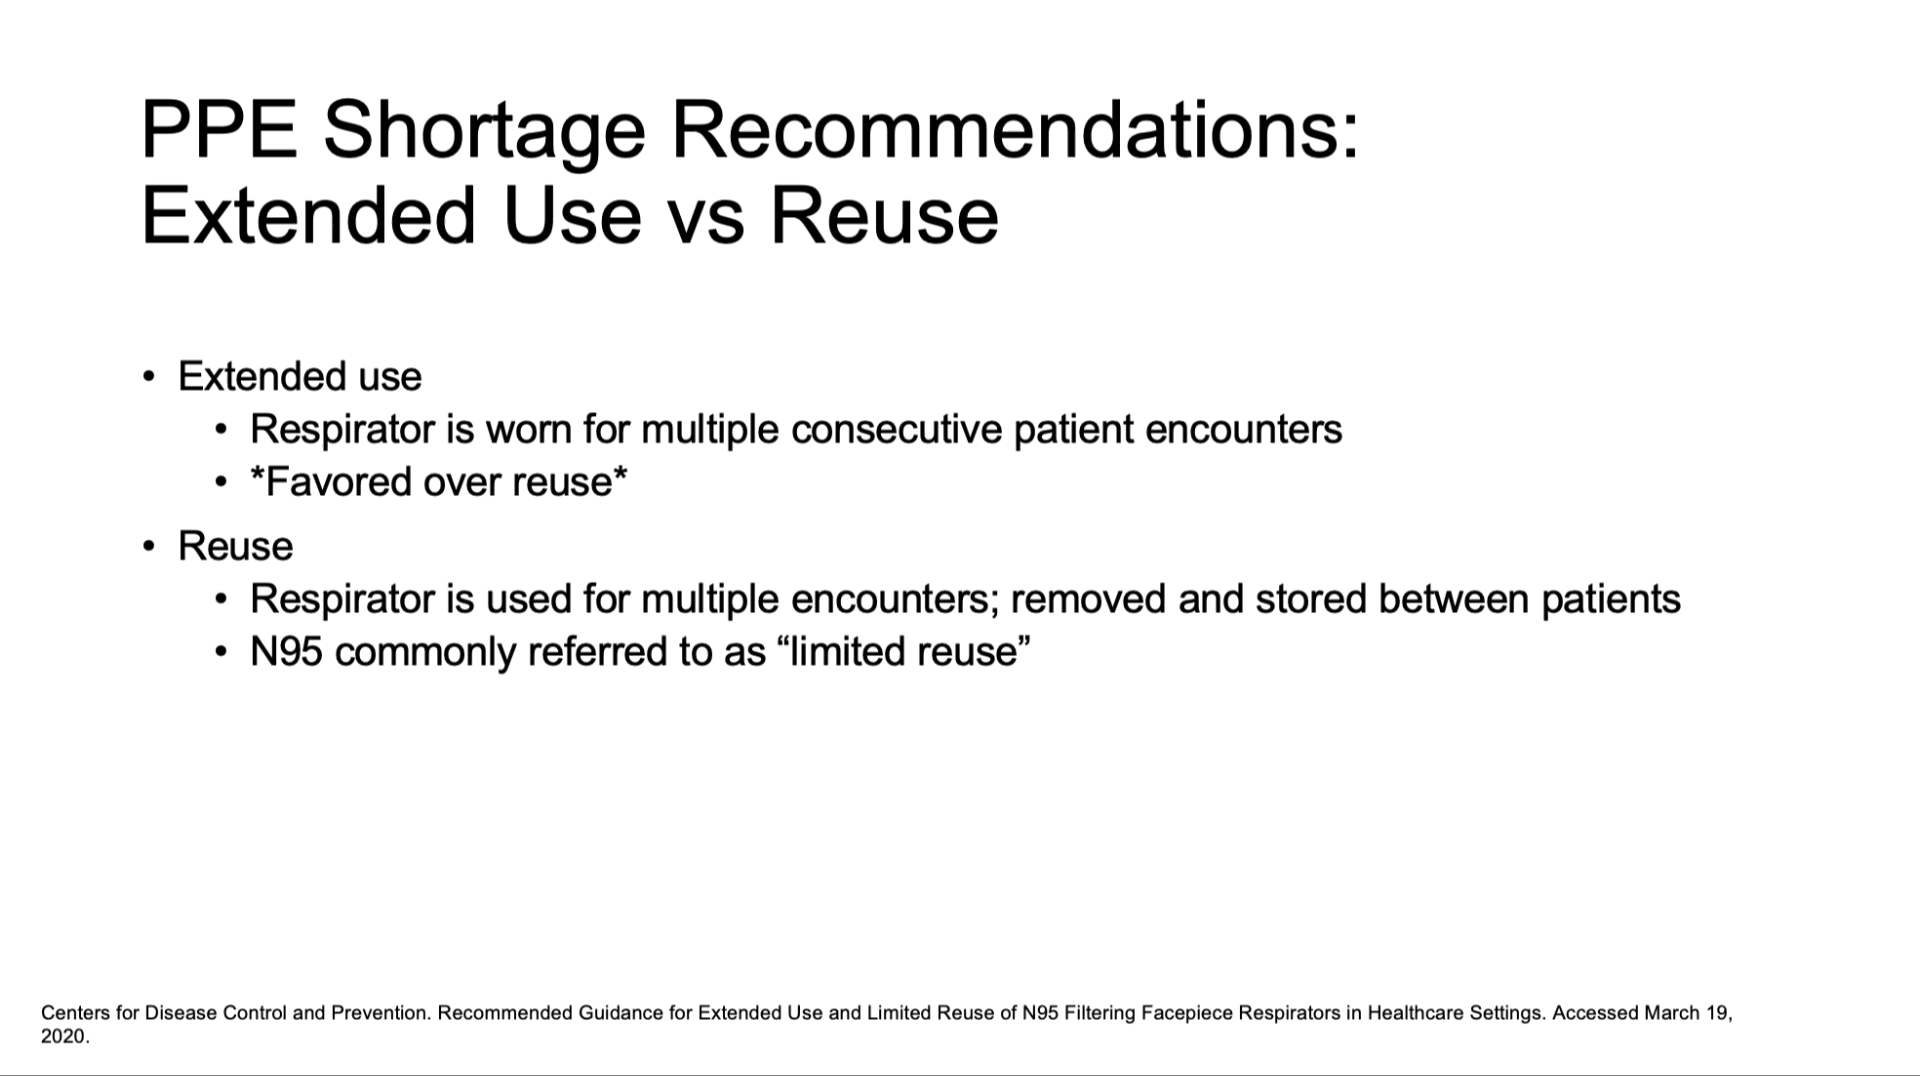 PPE Shortage Recommendations:
Extended Use vs Reuse
• Extended use
• Respirator is worn for multiple consecutive patient encounters
• *Favored over reuse*
• Reuse
• Respirator is used for multiple encounters; removed and stored between patients
• N95 commonly referred to as “limited reuse”
Centers for Disease Control and Prevention. Recommended Guidance for Extended Use and Limited Reuse of N95 Filtering Facepiece Respirators in Healthcare Settings. Accessed March 19,
2020.